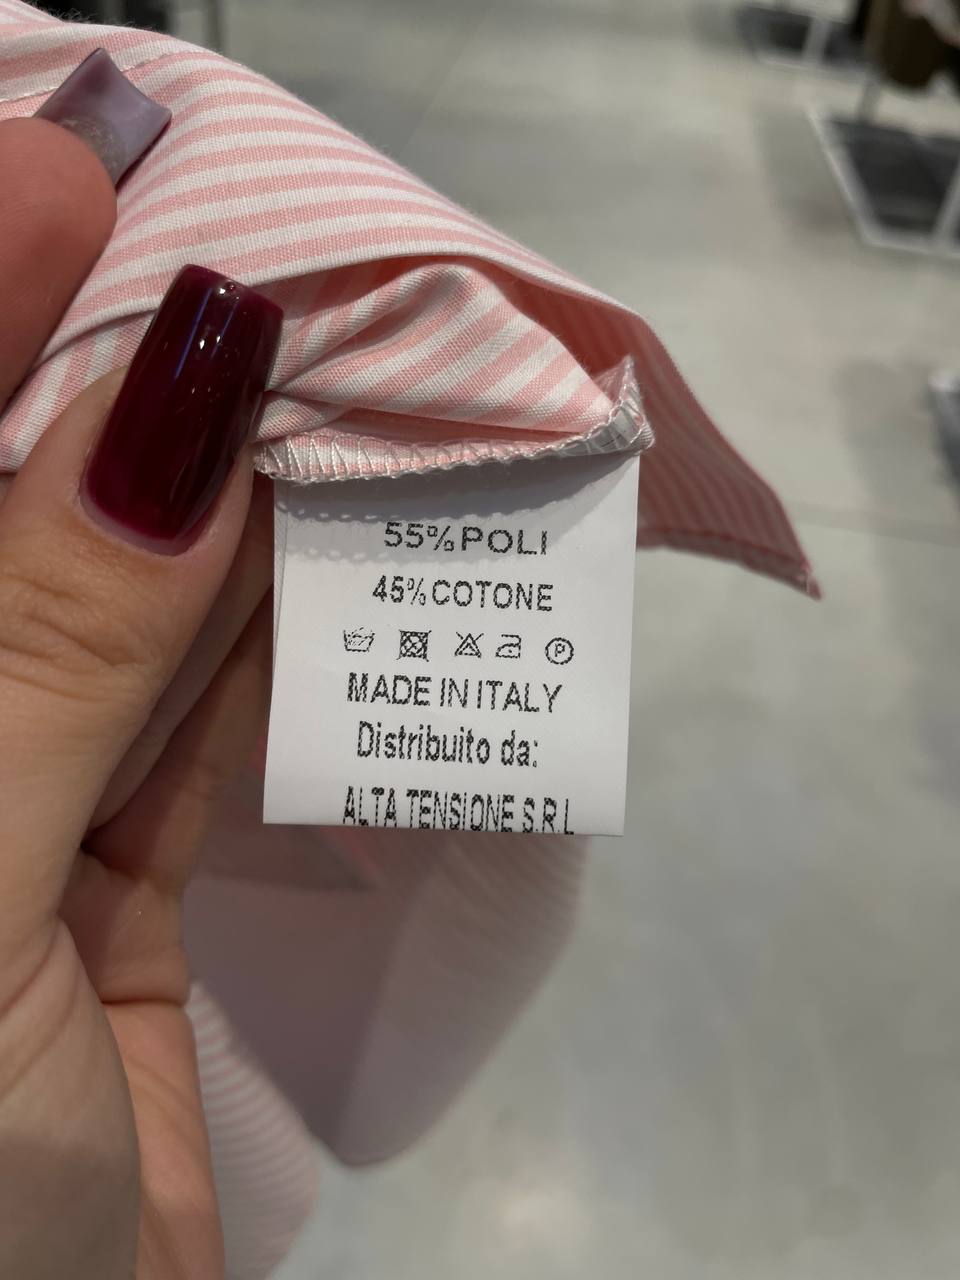 55%POLI
45%COTONE
P
MADE IN ITALY
Distribuito da:
ALTA TENSIONE S.R.L